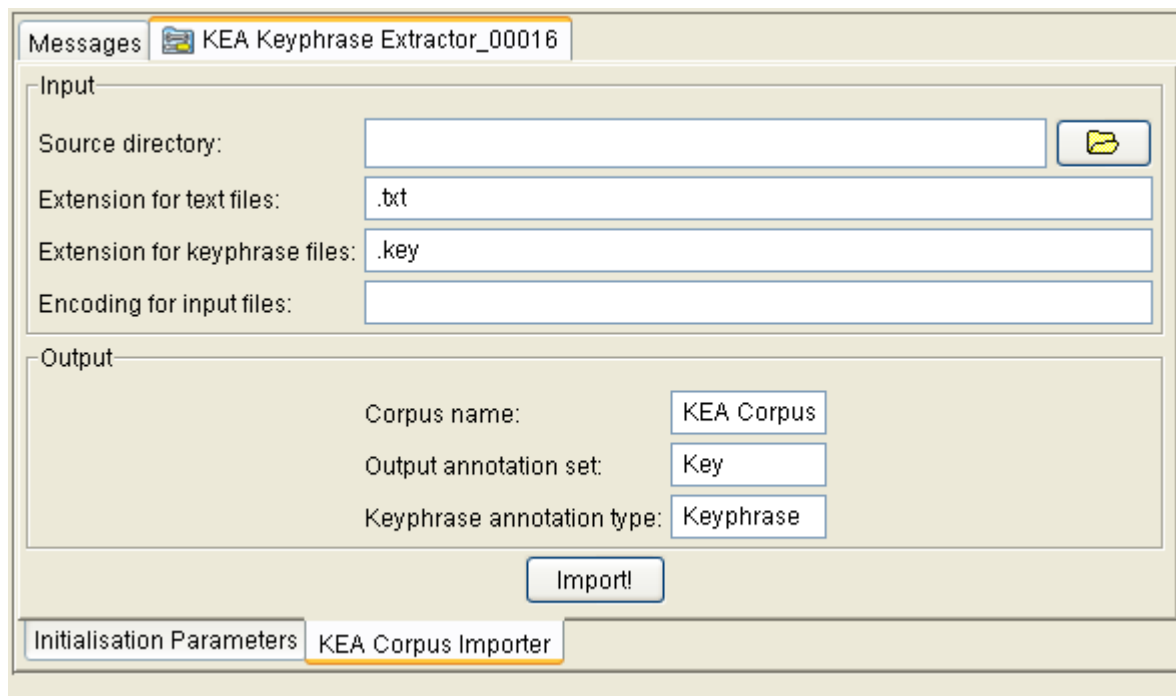 Messages KEA Keyphrase Extractor_00016
Input
Source directory:
Extension for text files: .txt
Extension for keyphrase files: .key
Encoding for input files:
Output
Corpus name: KEA Corpus
Output annotation set: Key
Keyphrase annotation type: Keyphrase
Import!
Initialisation Parameters KEA Corpus Importer